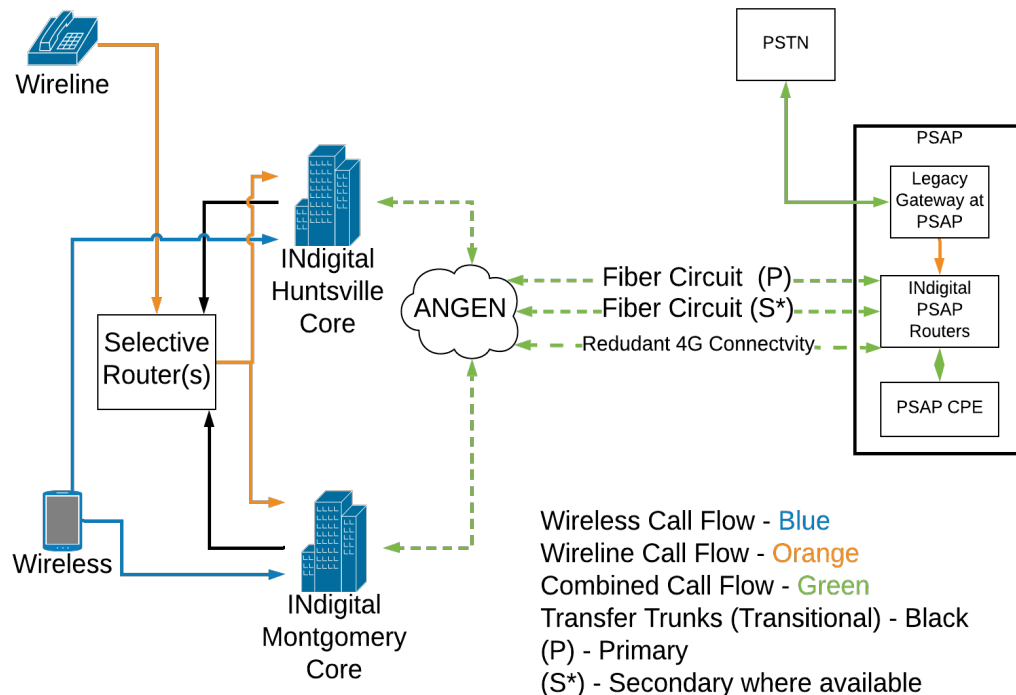 Wireline
PSTN
PSAP
Legacy
Gateway at
PSAP
INdigital
Huntsville
Core
ANGEN
Fiber Circuit (P)
Fiber Circuit (S*)
Redudant 4G Connectvity
INdigital
PSAP
Routers
Selective
Router(s)
PSAP CPE
Wireless
INdigital
Montgomery
Core
Wireless Call Flow - Blue
Wireline Call Flow - Orange
Combined Call Flow - Green
Transfer Trunks (Transitional) - Black
(P) - Primary
(S*) - Secondary where available